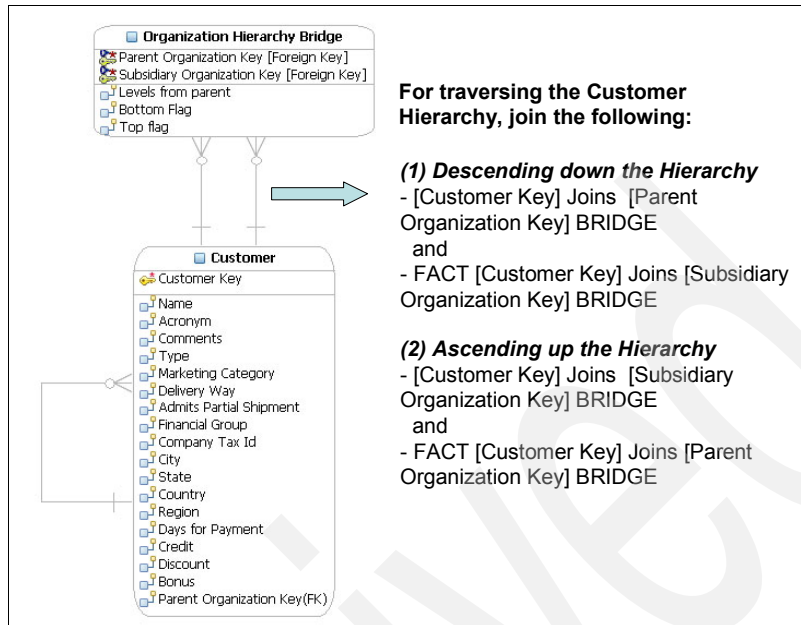 Organization Hierarchy Bridge
Parent Organization Key [Foreign Key]
Subsidiary Organization Key [Foreign Key]
Levels from parent
Bottom Flag
Top flag
For traversing the Customer
Hierarchy, join the following:
(1) Descending down the Hierarchy
- [Customer Key] Joins [Parent
Organization Key] BRIDGE
and
- FACT [Customer Key] Joins [Subsidiary
Organization Key] BRIDGE
(2) Ascending up the Hierarchy
- [Customer Key] Joins [Subsidiary
Organization Key] BRIDGE
and
- FACT [Customer Key] Joins [Parent
Organization Key] BRIDGE
Customer
Customer Key
Name
Acronym
Comments
Type
Marketing Category
Delivery Way
Admits Partial Shipment
Financial Group
Company Tax Id
City
State
Country
Region
Days for Payment
Credit
Discount
Bonus
Parent Organization Key(FK)